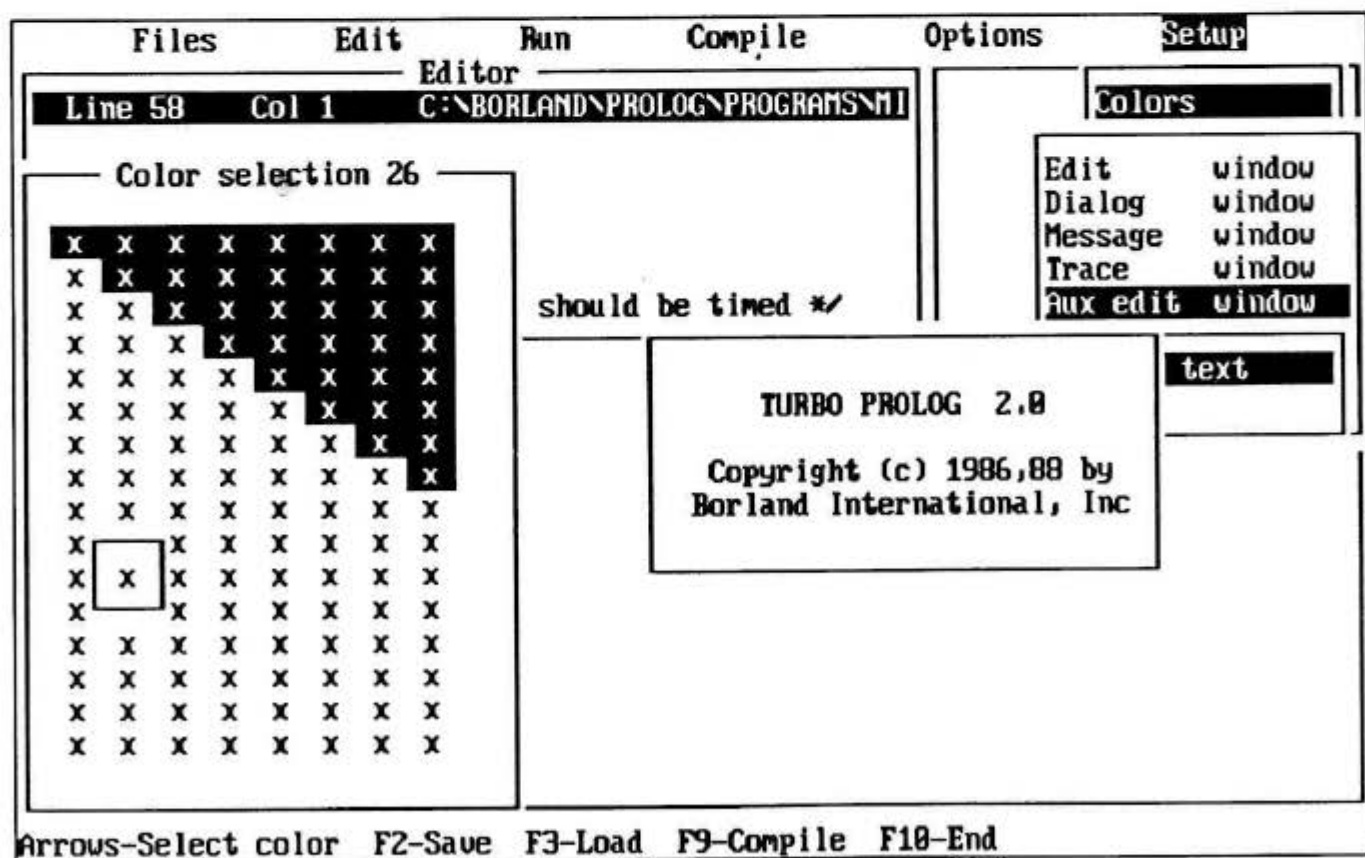 Files Edit Run Compile Options Setup
Editor
Line 58 Col 1 C:\BORLAND\PROLOG\PROGRAMS\MI
should be timed */
Color selection 26
x x x x x x x x
x x x x x x x x
x x x x x x x x
x x x x x x x x
x x x x x x x x
x x x x x x x x
x x x x x x x x
x x x x x x x x
x x x x x x x x
x x x x x x x
x x x x x x x x
x x x x x x x
x x x x x x x x
x x x x x x x x
x x x x x x x x
x x x x x x x x
Colors
Edit window
Dialog window
Message window
Trace window
Aux edit window
text
TURBO PROLOG 2.0
Copyright (c) 1986,88 by
Borland International, Inc
Arrows-Select color F2-Save F3-Load F9-Compile F10-End